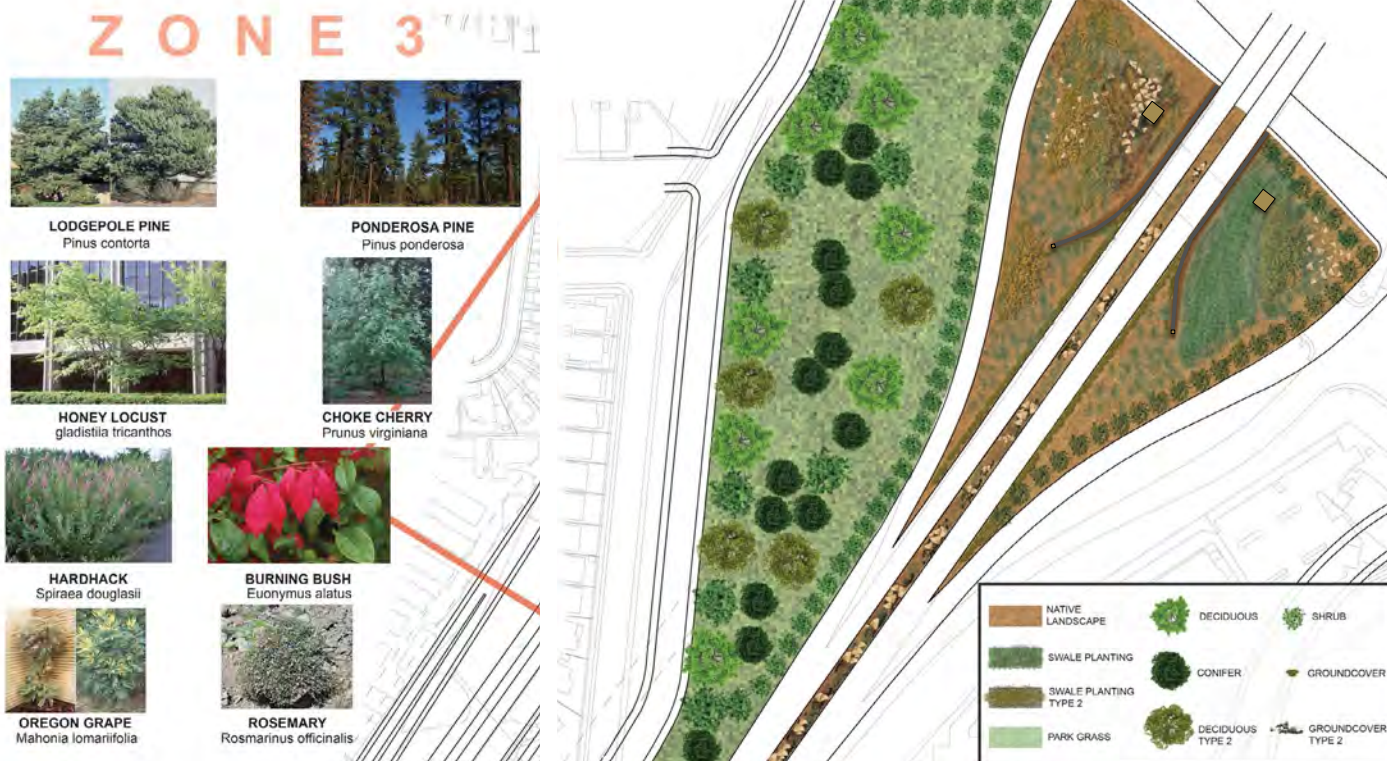 ZONE 3
LODGEPOLE PINE
Pinus contorta
PONDEROSA PINE
Pinus ponderosa
HONEY LOCUST
gladistiia tricanthos
CHOKE CHERRY
Prunus virginiana
HARDHACK
Spiraea douglasii
BURNING BUSH
Euonymus alatus
OREGON GRAPE
Mahonia lomariifolia
ROSEMARY
Rosmarinus officinalis
NATIVE
LANDSCAPE
SWALE PLANTING
SWALE PLANTING
TYPE 2
PARK GRASS
DECIDUOUS
CONIFER
DECIDUOUS
TYPE 2
SHRUB
GROUNDCOVER
GROUNDCOVER
TYPE 2